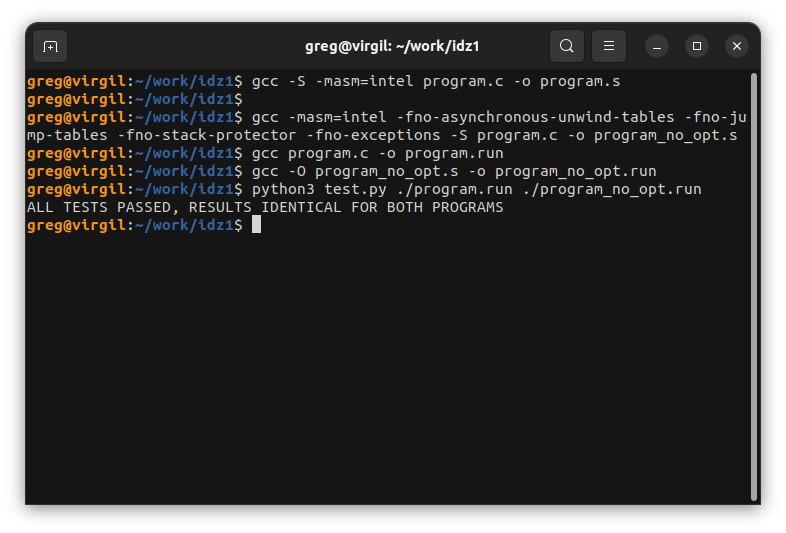 greg@virgil: ~/work/idz1
greg@virgil:~/work/idz1$ gcc -S -masm=intel program.c -o program.s
greg@virgil:~/work/idz1$
greg@virgil:~/work/idz1$ gcc -masm=intel -fno-asynchronous-unwind-tables -fno-ju
mp-tables -fno-stack-protector -fno-exceptions -S program.c -o program_no_opt.s
greg@virgil:~/work/idz1$ gcc program.c -o program.run
greg@virgil:~/work/idz1$ gcc -O program_no_opt.s -o program_no_opt.run
greg@virgil:~/work/idz1$ python3 test.py ./program.run ./program_no_opt.run
ALL TESTS PASSED, RESULTS IDENTICAL FOR BOTH PROGRAMS
greg@virgil:~/work/idz1$